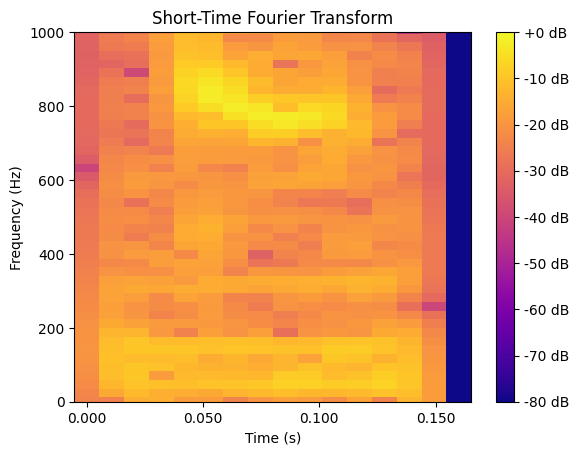 Short-Time Fourier Transform
1000
800
600
400
200
0
Frequency (Hz)
0.000
0.050
0.100
0.150
Time (s)
+0 dB
-10 dB
-20 dB
-30 dB
-40 dB
-50 dB
-60 dB
-70 dB
-80 dB